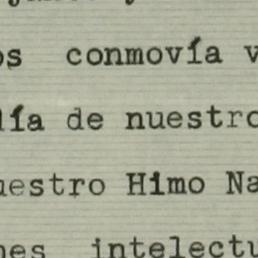 os conmovía v
lía de nuestro
uestro Himo Na
nes intelectu